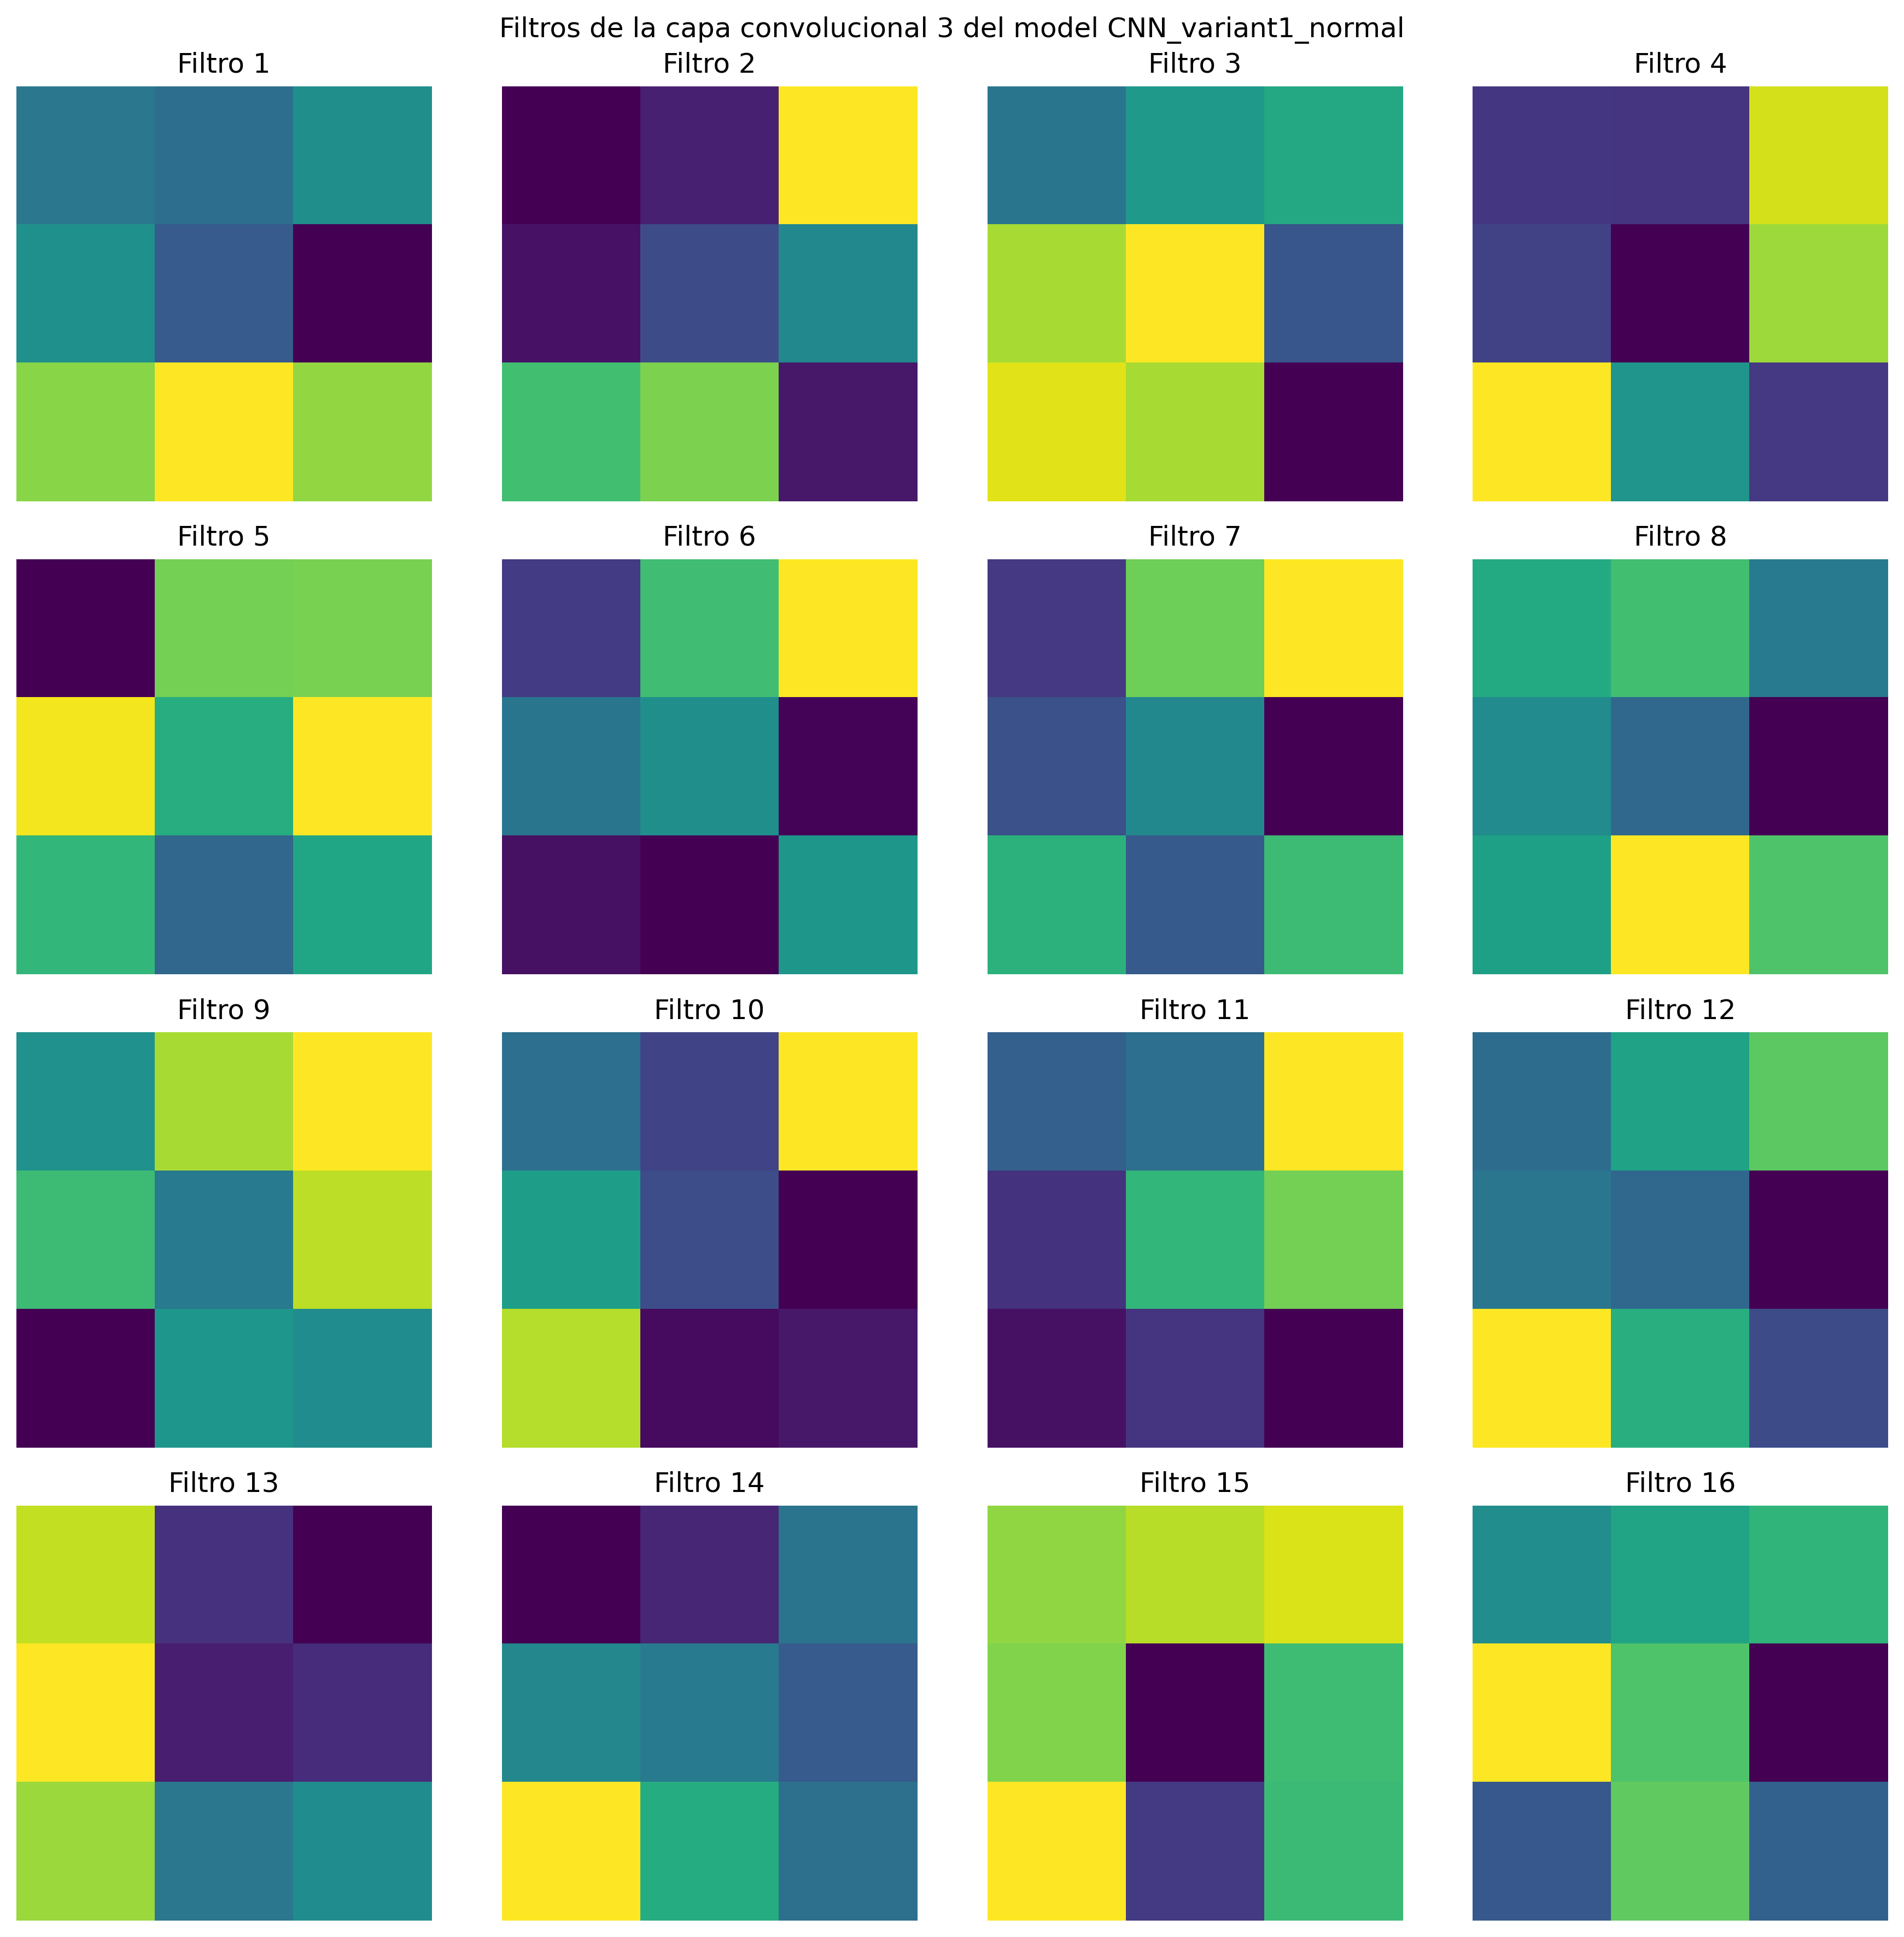 Filtros de la capa convolucional 3 del model CNN_variant1_normal
Filtro 1
Filtro 2
Filtro 3
Filtro 4
Filtro 5
Filtro 6
Filtro 7
Filtro 8
Filtro 9
Filtro 10
Filtro 11
Filtro 12
Filtro 13
Filtro 14
Filtro 15
Filtro 16